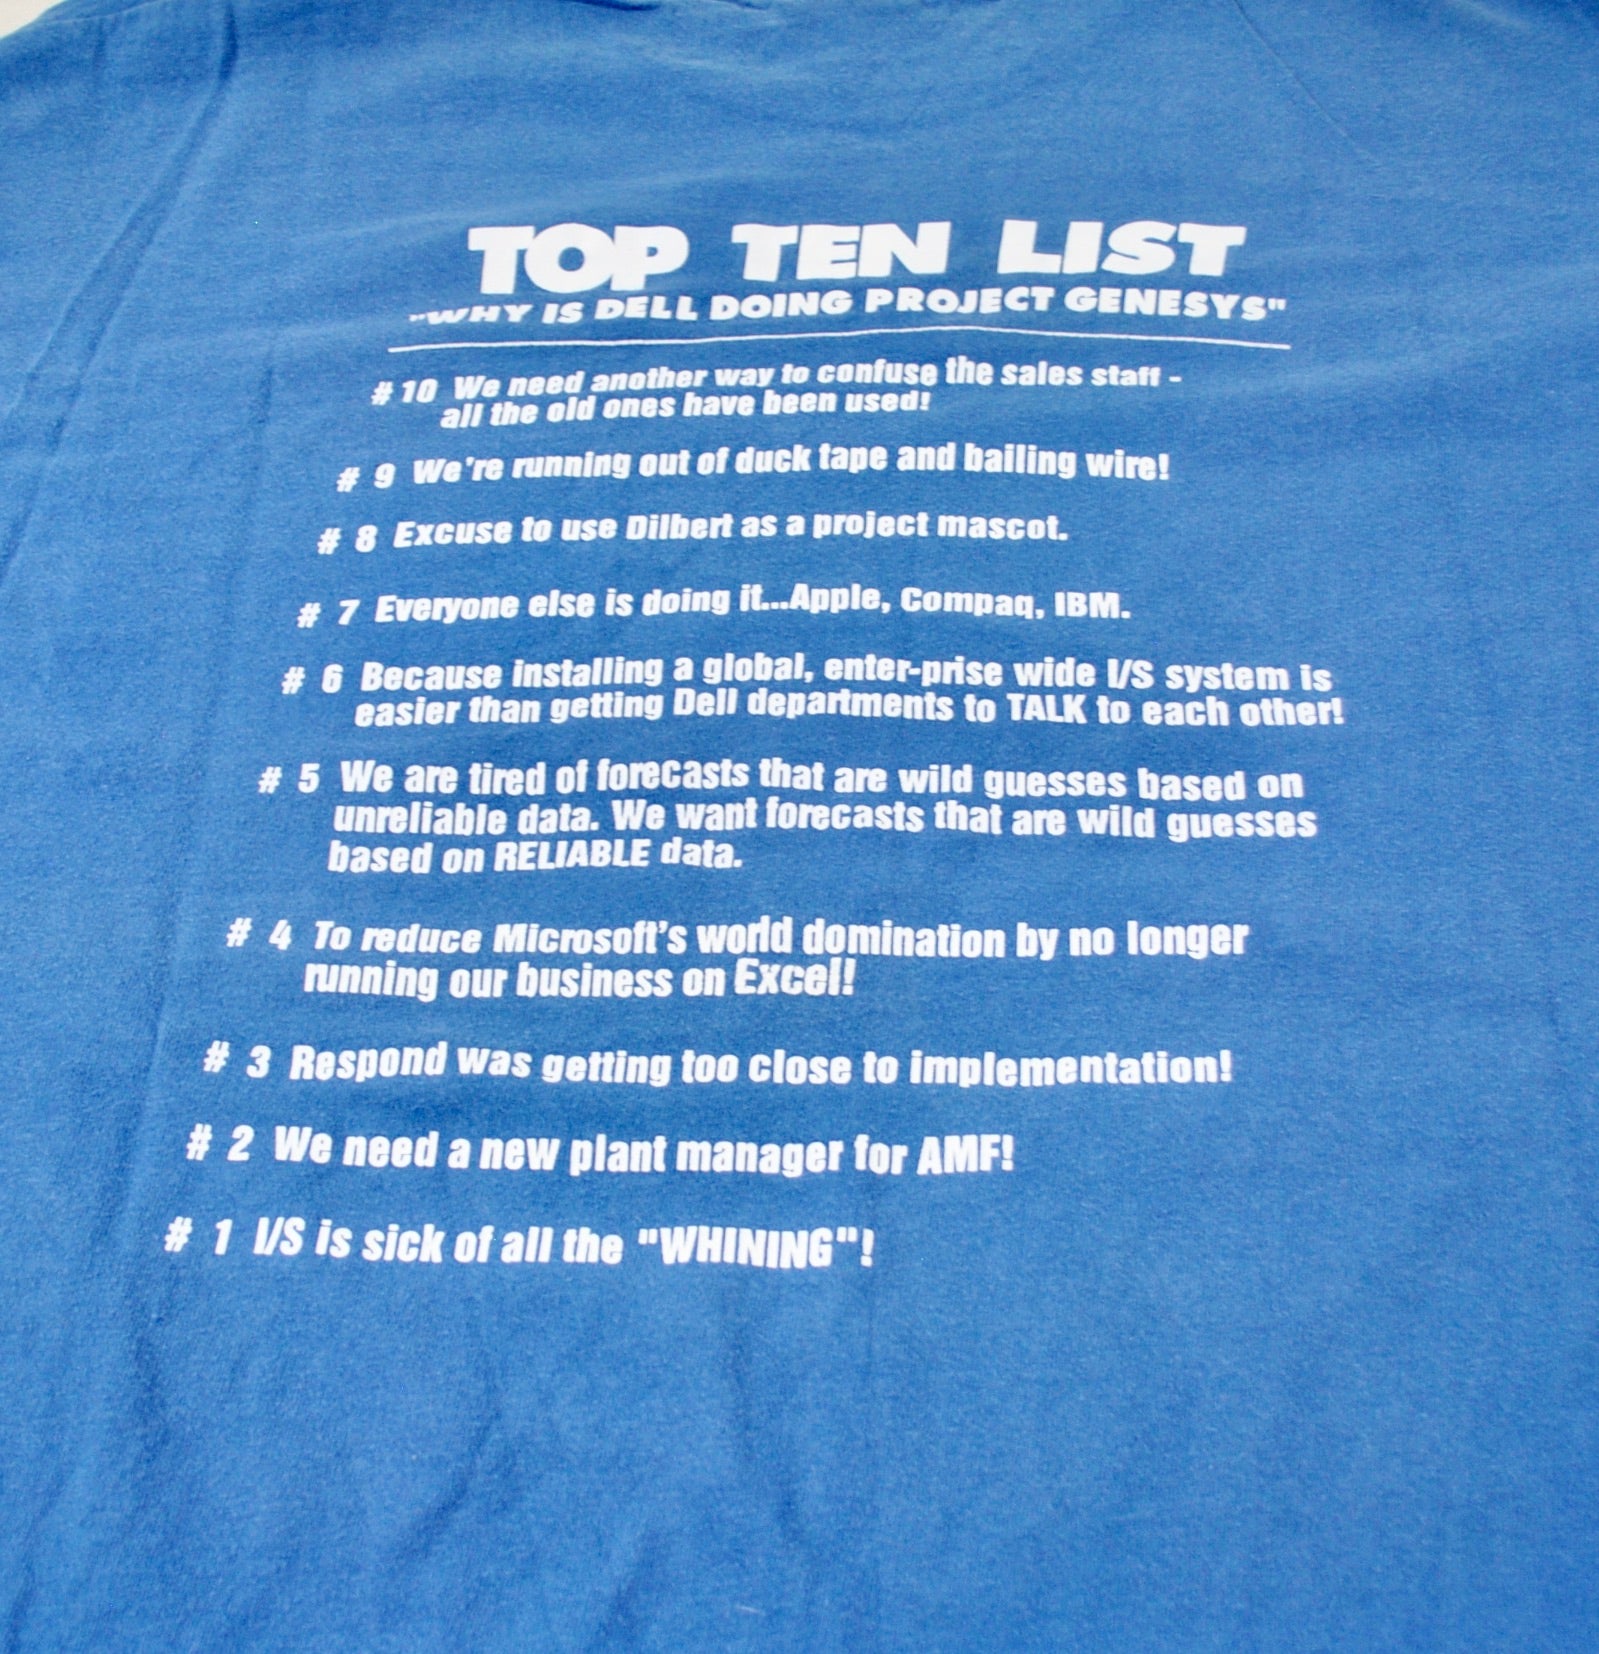 TOP TEN LIST
"WHY IS DELL DOING PROJECT GENESYS"
# 10 We need another way to confuse the sales staff -
all the old ones have been used!
# 9 We're running out of duck tape and bailing wire!
# 8 Excuse to use Dilbert as a project mascot.
# 7 Everyone else is doing it...Apple, Compaq, IBM.
# 6 Because installing a global, enter-prise wide I/S system is
easier than getting Dell departments to TALK to each other!
# 5 We are tired of forecasts that are wild guesses based on
unreliable data. We want forecasts that are wild guesses
based on RELIABLE data.
# 4 To reduce Microsoft's world domination by no longer
running our business on Excel!
# 3 Respond was getting too close to implementation!
# 2 We need a new plant manager for AMF!
# 1 I/S is sick of all the "WHINING"!